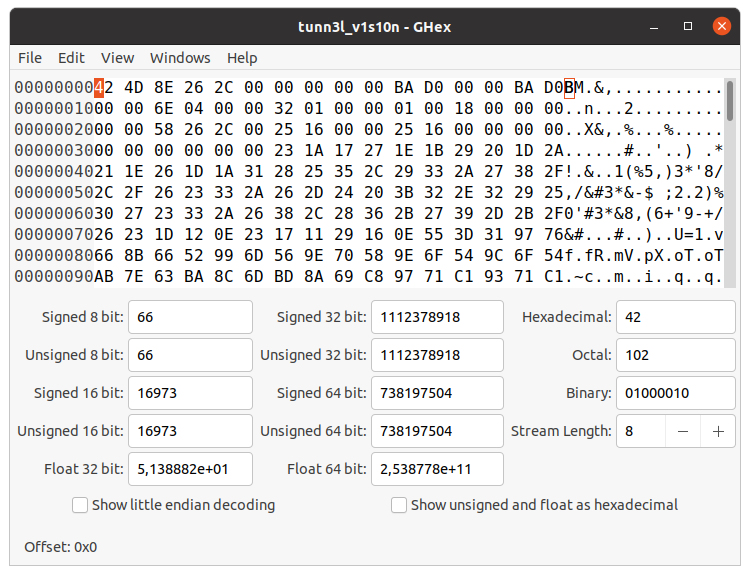 tunn3l_v1s10n - GHex
File Edit View Windows Help
0000000042 4D 8E 26 2C 00 00 00 00 00 BA D0 00 00 BA D0BM.&,...........
0000001000 00 6E 04 00 00 32 01 00 00 01 00 18 00 00 00..n...2.........
0000002000 00 58 26 2C 00 25 16 00 00 25 16 00 00 00 00..X&,.%...%.....
0000003000 00 00 00 00 00 23 1A 17 27 1E 1B 29 20 1D 2A......#..'..) .*
0000004021 1E 26 1D 1A 31 28 25 35 2C 29 33 2A 27 38 2F!.&..1(%5,)3*'8/
000000502C 2F 26 23 33 2A 26 2D 24 20 3B 32 2E 32 29 25,/&#3*&-$ ;2.2)%
0000006030 27 23 33 2A 26 38 2C 28 36 2B 27 39 2D 2B 2F0'#3*&8,(6+'9-+/
0000007026 23 1D 12 0E 23 17 11 29 16 0E 55 3D 31 97 76&#...#..)..U=1.v
0000008066 8B 66 52 99 6D 56 9E 70 58 9E 6F 54 9C 6F 54f.fR.mV.pX.oT.oT
00000090AB 7E 63 BA 8C 6D BD 8A 69 C8 97 71 C1 93 71 C1.~c..m..i..q..q.
Signed 8 bit: 66 Signed 32 bit: 1112378918 Hexadecimal: 42
Unsigned 8 bit: 66 Unsigned 32 bit: 1112378918 Octal: 102
Signed 16 bit: 16973 Signed 64 bit: 738197504 Binary: 01000010
Unsigned 16 bit: 16973 Unsigned 64 bit: 738197504 Stream Length: 8
Float 32 bit: 5,138882e+01 Float 64 bit: 2,538778e+11
Show little endian decoding Show unsigned and float as hexadecimal
Offset: 0x0